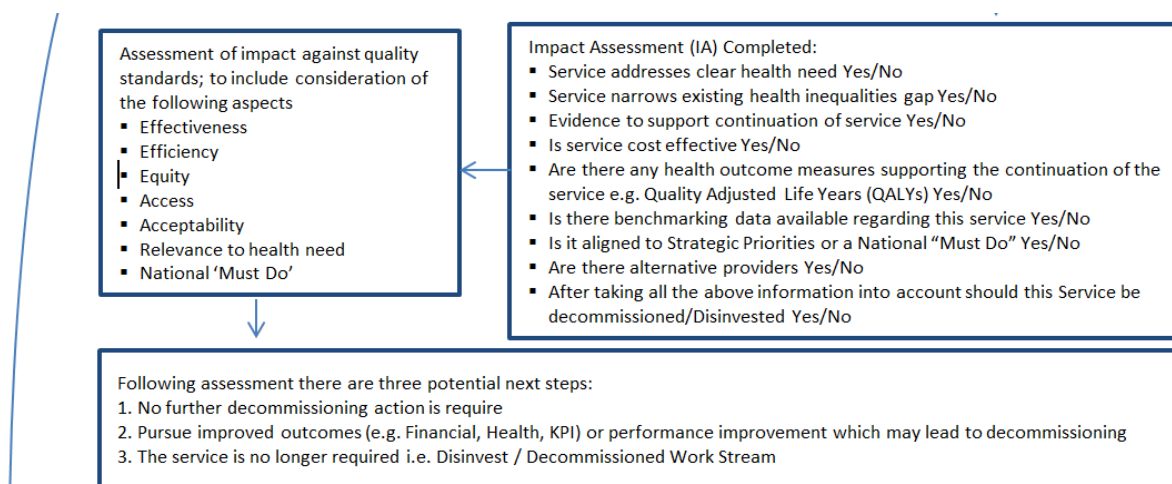 Assessment of impact against quality
standards; to include consideration of
the following aspects
▪ Effectiveness
▪ Efficiency
▪ Equity
▪ Access
▪ Acceptability
▪ Relevance to health need
▪ National ‘Must Do’
Impact Assessment (IA) Completed:
▪ Service addresses clear health need Yes/No
▪ Service narrows existing health inequalities gap Yes/No
▪ Evidence to support continuation of service Yes/No
▪ Is service cost effective Yes/No
▪ Are there any health outcome measures supporting the continuation of the
service e.g. Quality Adjusted Life Years (QALYs) Yes/No
▪ Is there benchmarking data available regarding this service Yes/No
▪ Is it aligned to Strategic Priorities or a National “Must Do” Yes/No
▪ Are there alternative providers Yes/No
▪ After taking all the above information into account should this Service be
decommissioned/Disinvested Yes/No
Following assessment there are three potential next steps:
1. No further decommissioning action is require
2. Pursue improved outcomes (e.g. Financial, Health, KPI) or performance improvement which may lead to decommissioning
3. The service is no longer required i.e. Disinvest / Decommissioned Work Stream